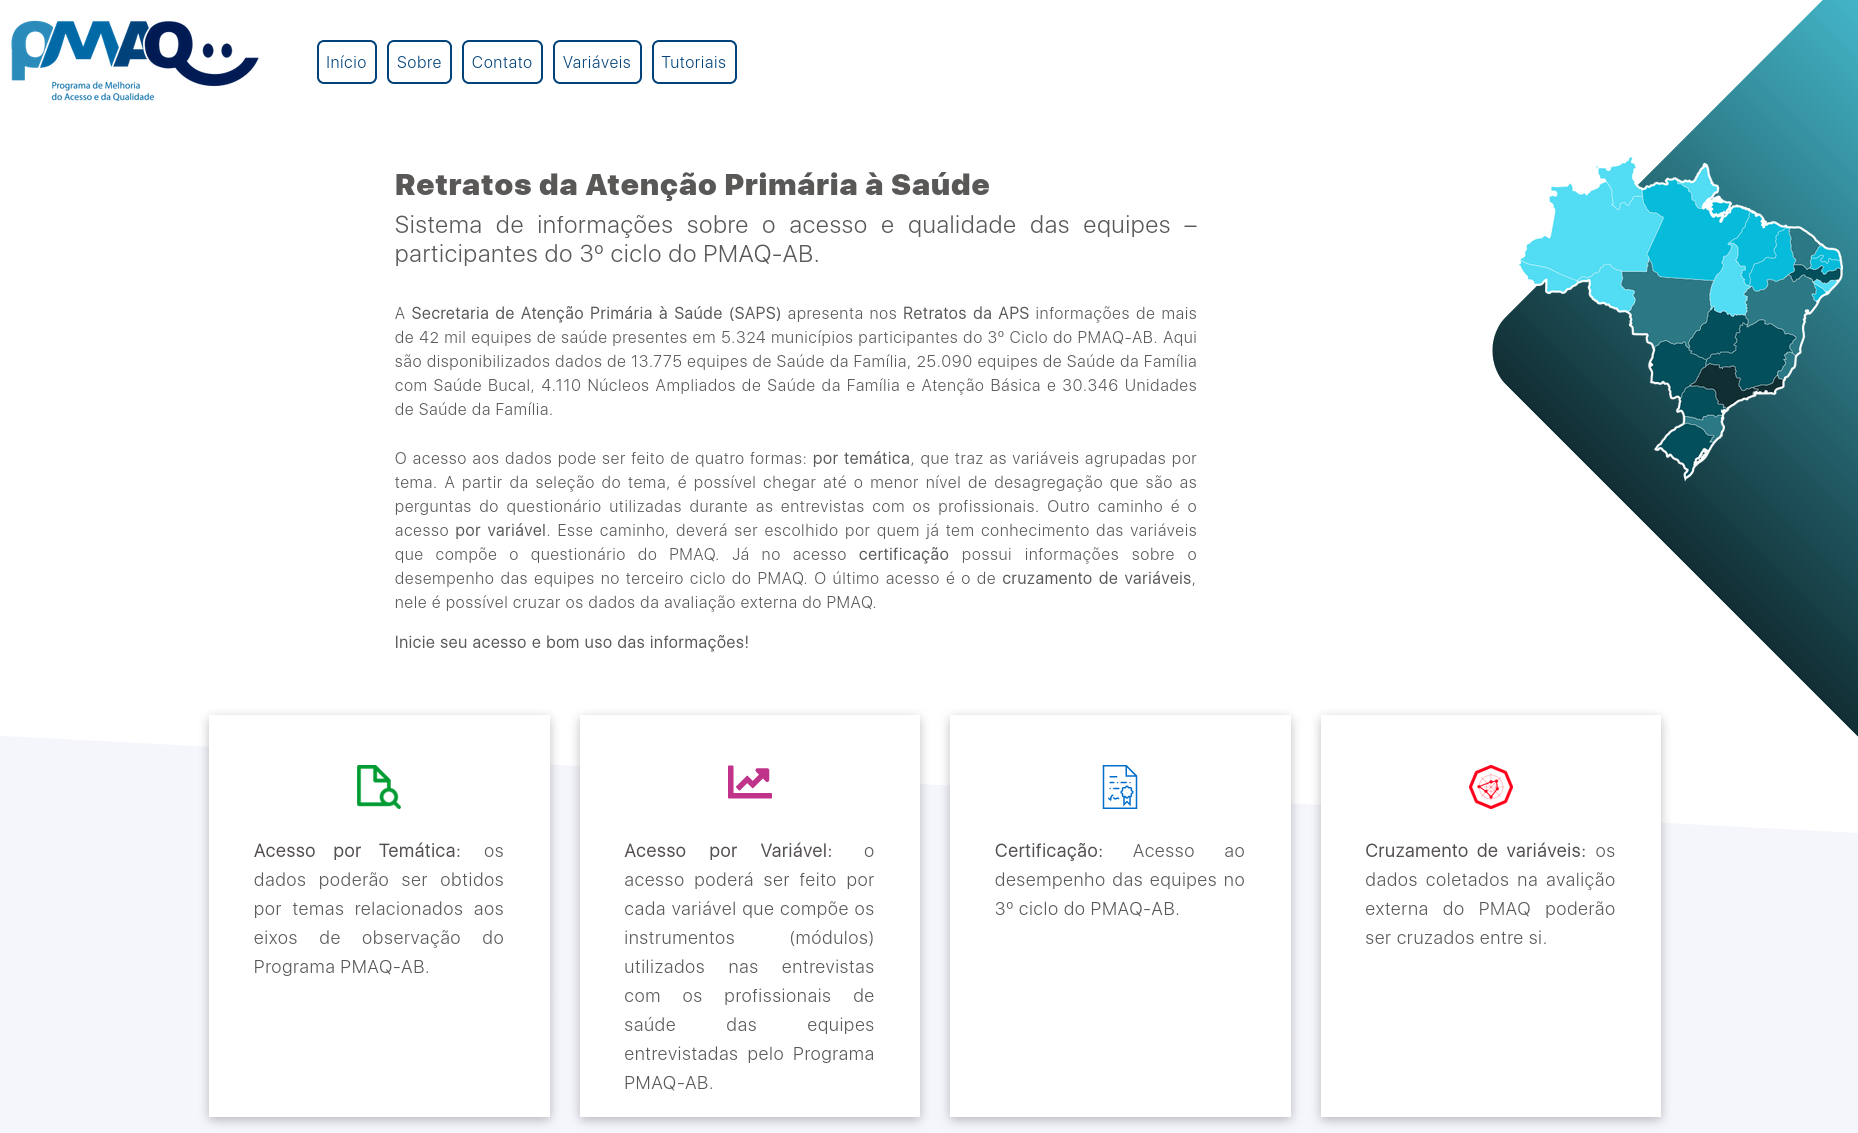 PMAQ
Programa de Melhoria
do Acesso e da Qualidade
Início
Sobre
Contato
Variáveis
Tutoriais
Retratos da Atenção Primária à Saúde
Sistema de informações sobre o acesso e qualidade das equipes –
participantes do 3º ciclo do PMAQ-AB.
A Secretaria de Atenção Primária à Saúde (SAPS) apresenta nos Retratos da APS informações de mais
de 42 mil equipes de saúde presentes em 5.324 municípios participantes do 3º Ciclo do PMAQ-AB. Aqui
são disponibilizados dados de 13.775 equipes de Saúde da Família, 25.090 equipes de Saúde da Família
com Saúde Bucal, 4.110 Núcleos Ampliados de Saúde da Família e Atenção Básica e 30.346 Unidades
de Saúde da Família.
O acesso aos dados pode ser feito de quatro formas: por temática, que traz as variáveis agrupadas por
tema. A partir da seleção do tema, é possível chegar até o menor nível de desagregação que são as
perguntas do questionário utilizadas durante as entrevistas com os profissionais. Outro caminho é o
acesso por variável. Esse caminho, deverá ser escolhido por quem já tem conhecimento das variáveis
que compõe o questionário do PMAQ. Já no acesso certificação possui informações sobre o
desempenho das equipes no terceiro ciclo do PMAQ. O último acesso é o de cruzamento de variáveis,
nele é possível cruzar os dados da avaliação externa do PMAQ.
Inicie seu acesso e bom uso das informações!
Acesso por Temática: os
dados poderão ser obtidos
por temas relacionados aos
eixos de observação do
Programa PMAQ-AB.
Acesso por Variável: o
acesso poderá ser feito por
cada variável que compõe os
instrumentos (módulos)
utilizados nas entrevistas
com os profissionais de
saúde das equipes
entrevistadas pelo Programa
PMAQ-AB.
Certificação: Acesso ao
desempenho das equipes no
3º ciclo do PMAQ-AB.
Cruzamento de variáveis: os
dados coletados na avalição
externa do PMAQ poderão
ser cruzados entre si.